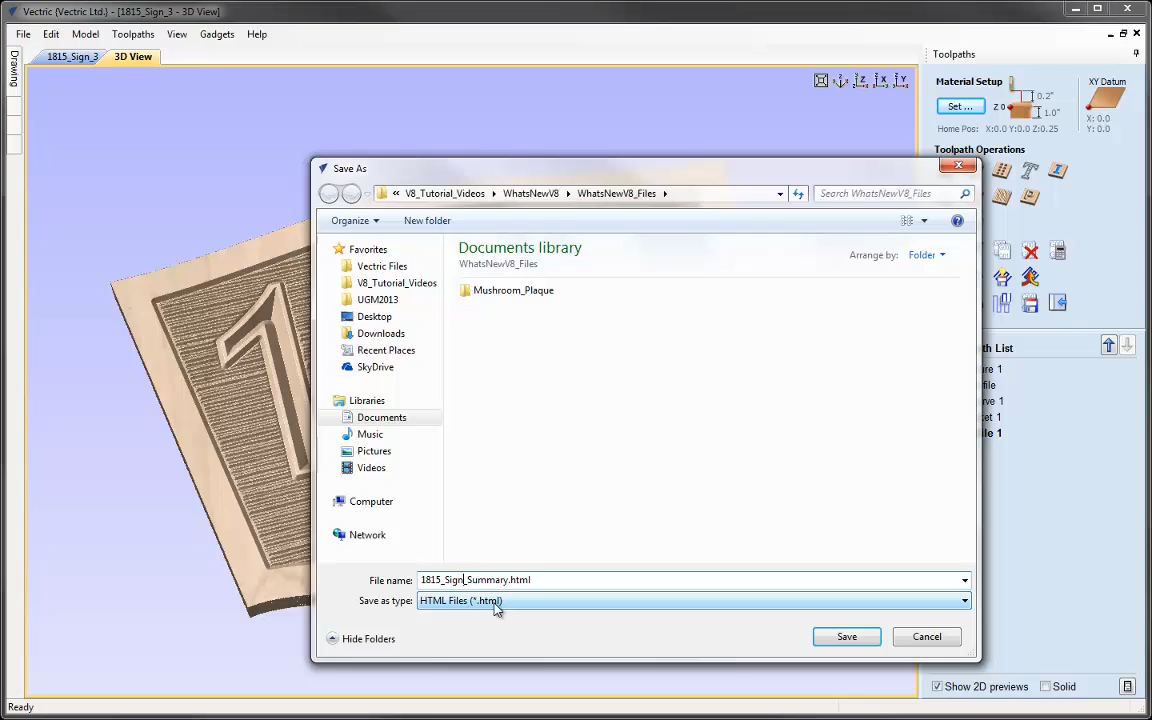 Vectric {Vectric Ltd.} - [1815_Sign_3 - 3D View]
File Edit Model Toolpaths View Gadgets Help
Drawing
1815_Sign_3 3D View
Toolpaths
Material Setup
Set ...
Z 0
0.2"
1.0"
Home Pos: X:0.0 Y:0.0 Z:0.25
XY Datum
X: 0.0
Y: 0.0
Toolpath Operations
Save As
« V8_Tutorial_Videos WhatsNewV8 WhatsNewV8_Files
Search WhatsNewV8_Files
Organize New folder
Favorites
Vectric Files
V8_Tutorial_Videos
UGM2013
Desktop
Downloads
Recent Places
SkyDrive
Libraries
Documents
Music
Pictures
Videos
Computer
Network
Documents library
WhatsNewV8_Files
Arrange by: Folder
Mushroom_Plaque
File name: 1815_Sign_Summary.html
Save as type: HTML Files (*.html)
Hide Folders
Save Cancel
th List
ure 1
file
rve 1
et 1
ile 1
Show 2D previews Solid
Ready
1